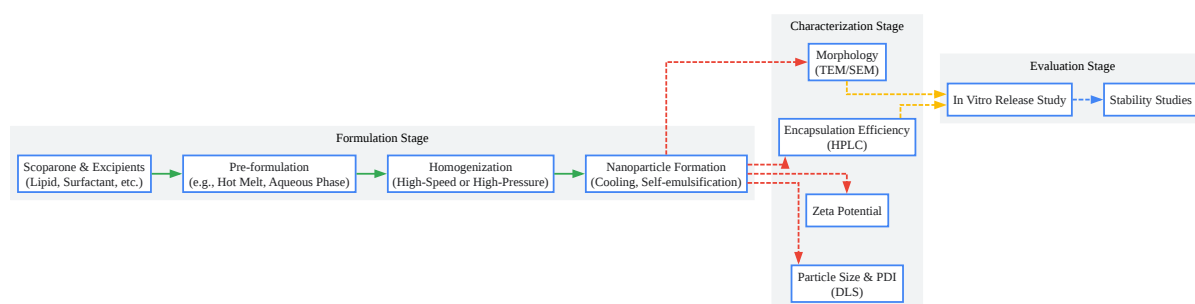 Characterization Stage
Morphology
(TEM/SEM)
Evaluation Stage
In Vitro Release Study
Stability Studies
Encapsulation Efficiency
(HPLC)
Formulation Stage
Scoparone & Excipients
(Lipid, Surfactant, etc.)
Pre-formulation
(e.g., Hot Melt, Aqueous Phase)
Homogenization
(High-Speed or High-Pressure)
Nanoparticle Formation
(Cooling, Self-emulsification)
Zeta Potential
Particle Size & PDI
(DLS)